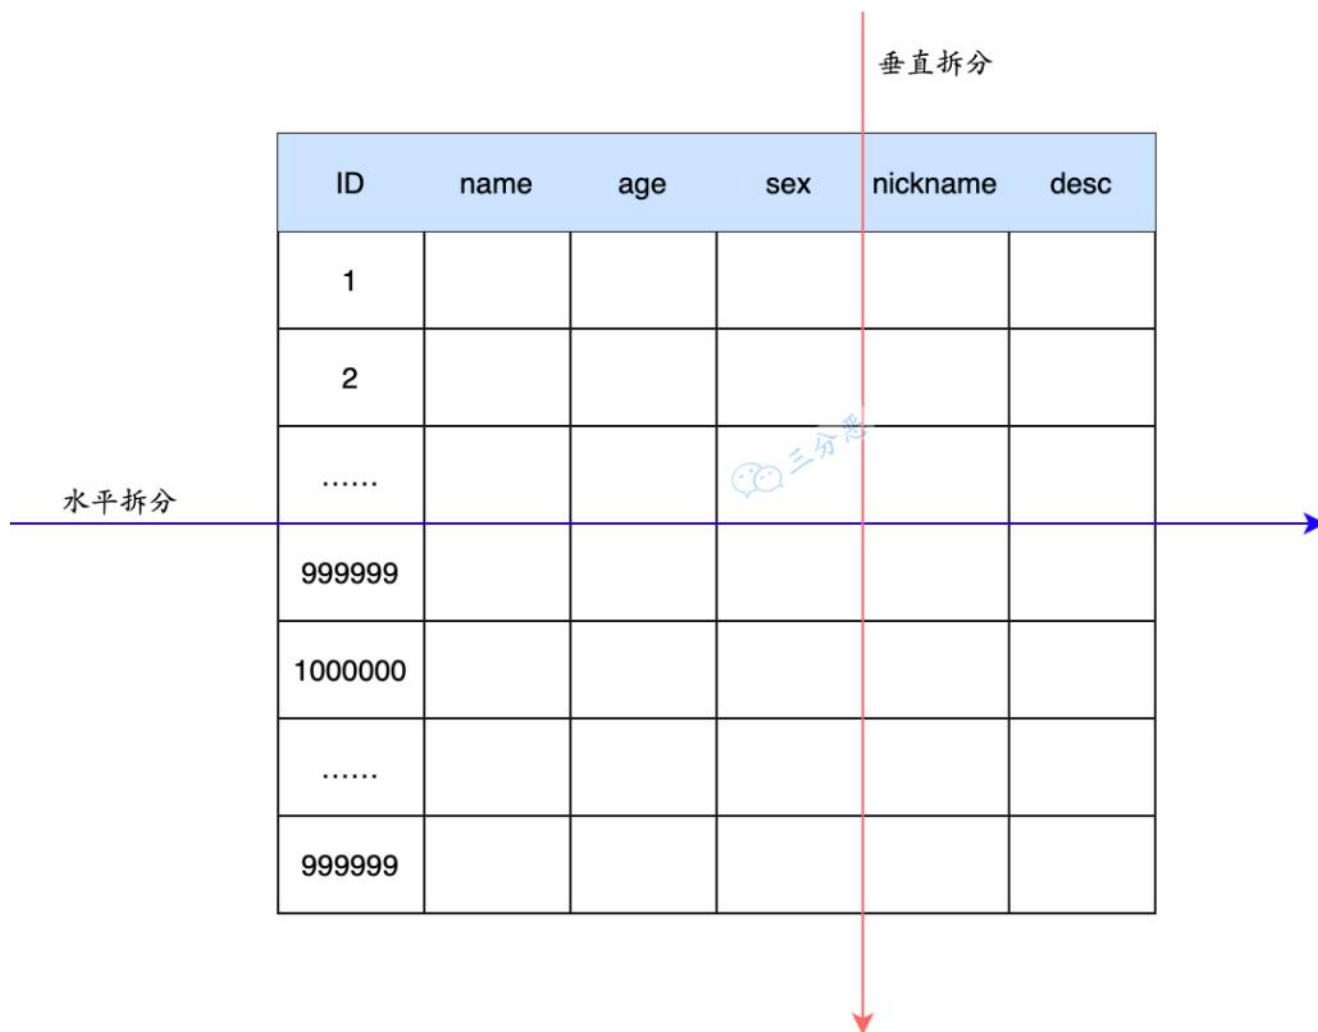 垂直拆分
ID name age sex nickname desc
1
2
三分恶
......
水平拆分
999999
1000000
......
999999